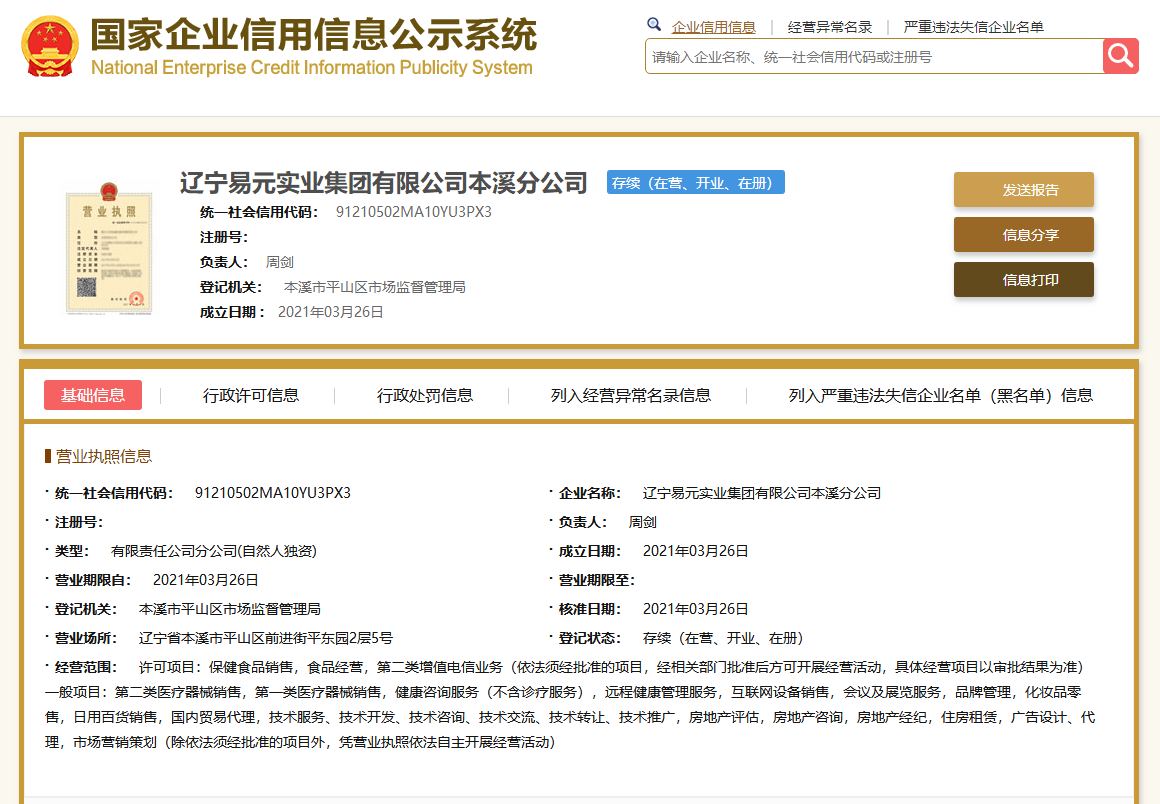 国家企业信用信息公示系统
National Enterprise Credit Information Publicity System
企业信用信息 | 经营异常名录 | 严重违法失信企业名单
请输入企业名称、统一社会信用代码或注册号
辽宁易元实业集团有限公司本溪分公司 存续（在营、开业、在册）
统一社会信用代码： 91210502MA10YU3PX3
注册号：
负责人： 周剑
登记机关： 本溪市平山区市场监督管理局
成立日期： 2021年03月26日
营业执照
发送报告
信息分享
信息打印
基础信息 | 行政许可信息 | 行政处罚信息 | 列入经营异常名录信息 | 列入严重违法失信企业名单（黑名单）信息
营业执照信息
· 统一社会信用代码： 91210502MA10YU3PX3 · 企业名称： 辽宁易元实业集团有限公司本溪分公司
· 注册号： · 负责人： 周剑
· 类型： 有限责任公司分公司(自然人独资) · 成立日期： 2021年03月26日
· 营业期限自： 2021年03月26日 · 营业期限至：
· 登记机关： 本溪市平山区市场监督管理局 · 核准日期： 2021年03月26日
· 营业场所： 辽宁省本溪市平山区前进街平东园2层5号 · 登记状态： 存续（在营、开业、在册）
· 经营范围： 许可项目：保健食品销售，食品经营，第二类增值电信业务（依法须经批准的项目，经相关部门批准后方可开展经营活动，具体经营项目以审批结果为准）
一般项目：第二类医疗器械销售，第一类医疗器械销售，健康咨询服务（不含诊疗服务），远程健康管理服务，互联网设备销售，会议及展览服务，品牌管理，化妆品零
售，日用百货销售，国内贸易代理，技术服务、技术开发、技术咨询、技术交流、技术转让、技术推广，房地产评估，房地产咨询，房地产经纪，住房租赁，广告设计、代
理，市场营销策划（除依法须经批准的项目外，凭营业执照依法自主开展经营活动）